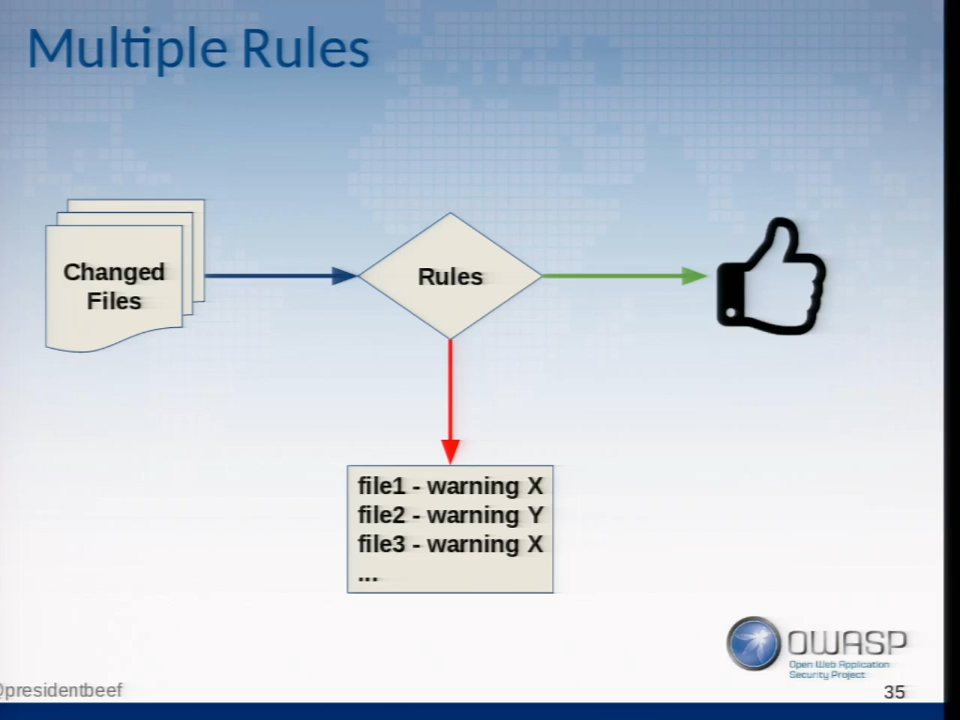 Multiple Rules
Changed
Files
Rules
file1 - warning X
file2 - warning Y
file3 - warning X
...
OWASP
Open Web Application
Security Project
@presidentbeef
35